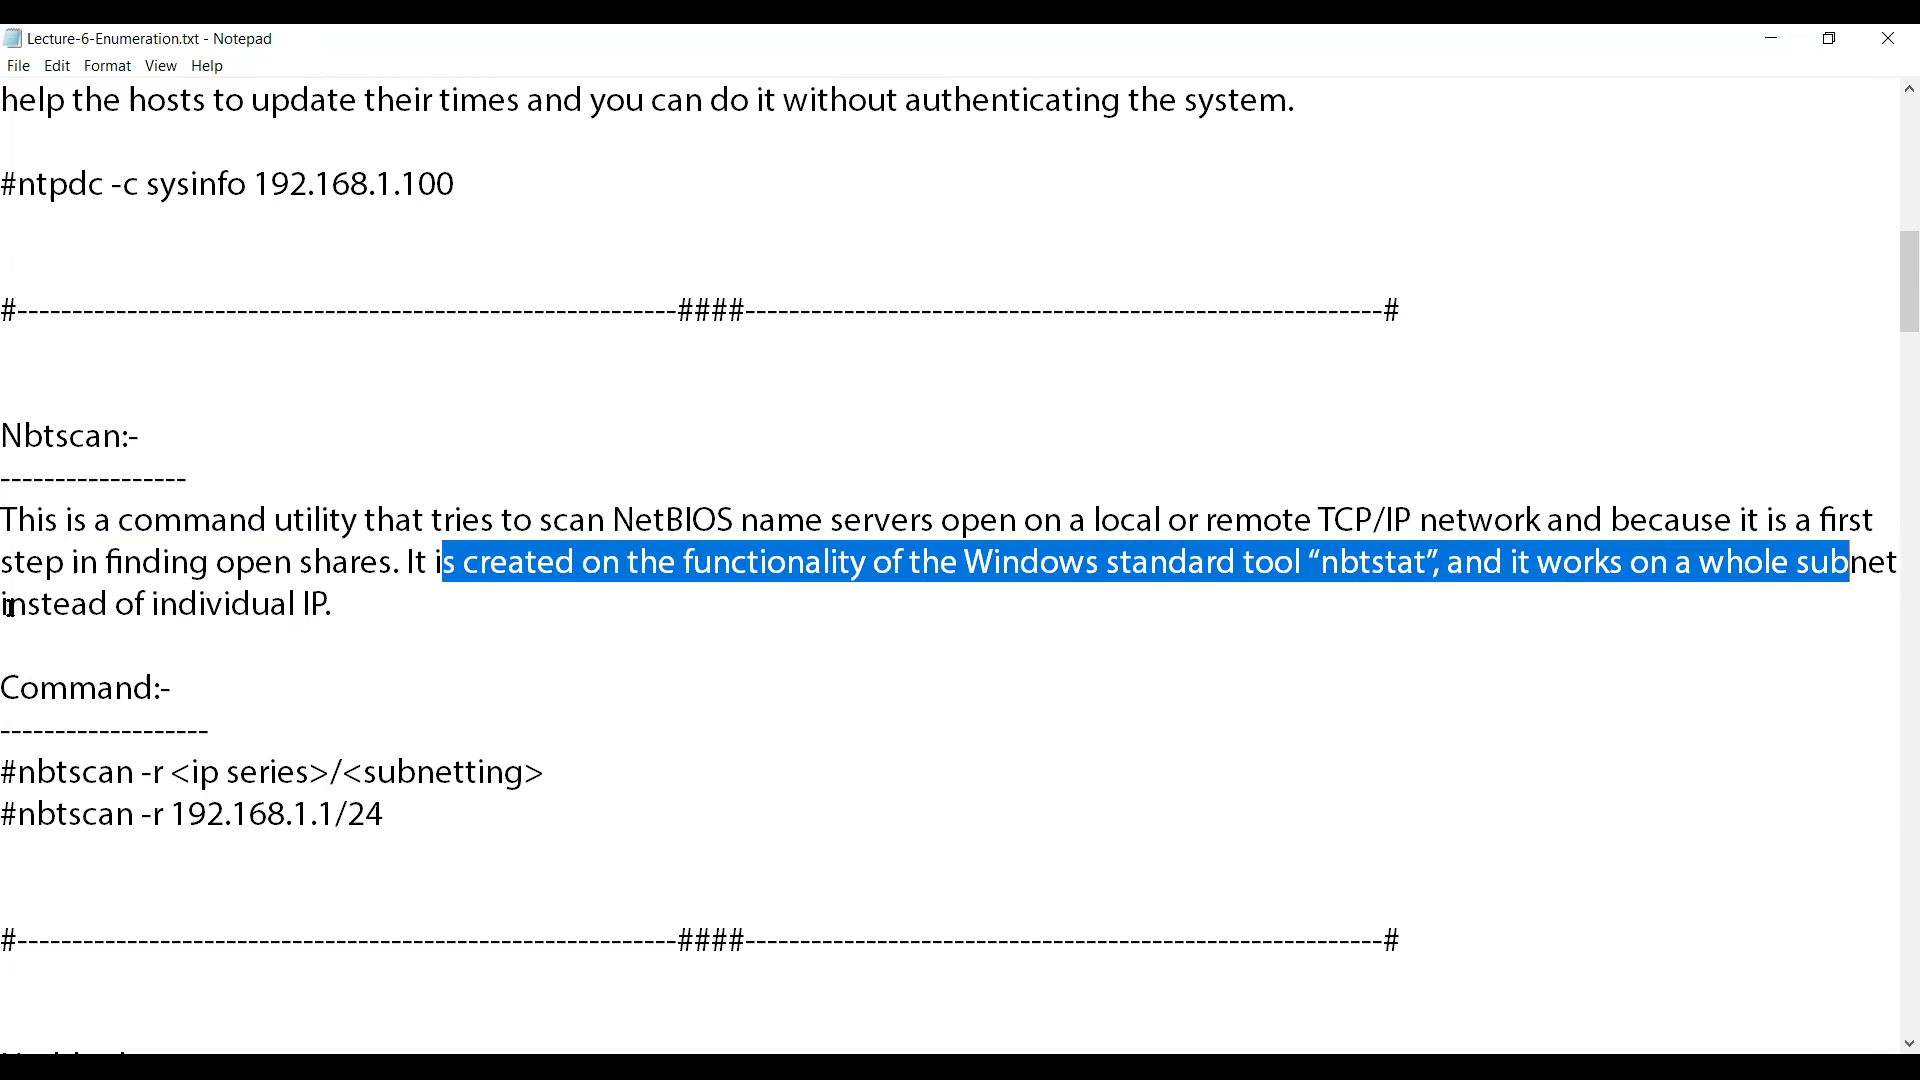 Lecture-6-Enumeration.txt - Notepad
File Edit Format View Help
help the hosts to update their times and you can do it without authenticating the system.
#ntpdc -c sysinfo 192.168.1.100
#------------------------------------------------------------####----------------------------------------------------------#
Nbtscan:-
-----------------
This is a command utility that tries to scan NetBIOS name servers open on a local or remote TCP/IP network and because it is a first
step in finding open shares. It is created on the functionality of the Windows standard tool “nbtstat”, and it works on a whole subnet
instead of individual IP.
Command:-
-------------------
#nbtscan -r <ip series>/<subnetting>
#nbtscan -r 192.168.1.1/24
#------------------------------------------------------------####----------------------------------------------------------#